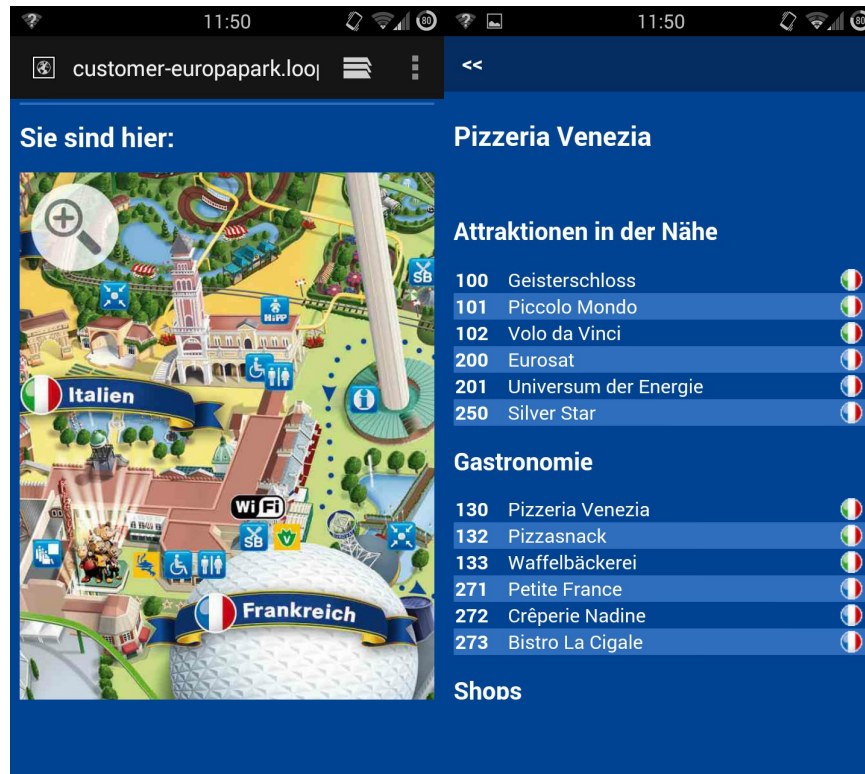 11:50
80
customer-europapark.loo
Sie sind hier:
SB
HiPP
Italien
i
WiFi
SB
V
Frankreich
11:50
80
<<
Pizzeria Venezia
Attraktionen in der Nähe
100 Geisterschloss
101 Piccolo Mondo
102 Volo da Vinci
200 Eurosat
201 Universum der Energie
250 Silver Star
Gastronomie
130 Pizzeria Venezia
132 Pizzasnack
133 Waffelbäckerei
271 Petite France
272 Crêperie Nadine
273 Bistro La Cigale
Shops